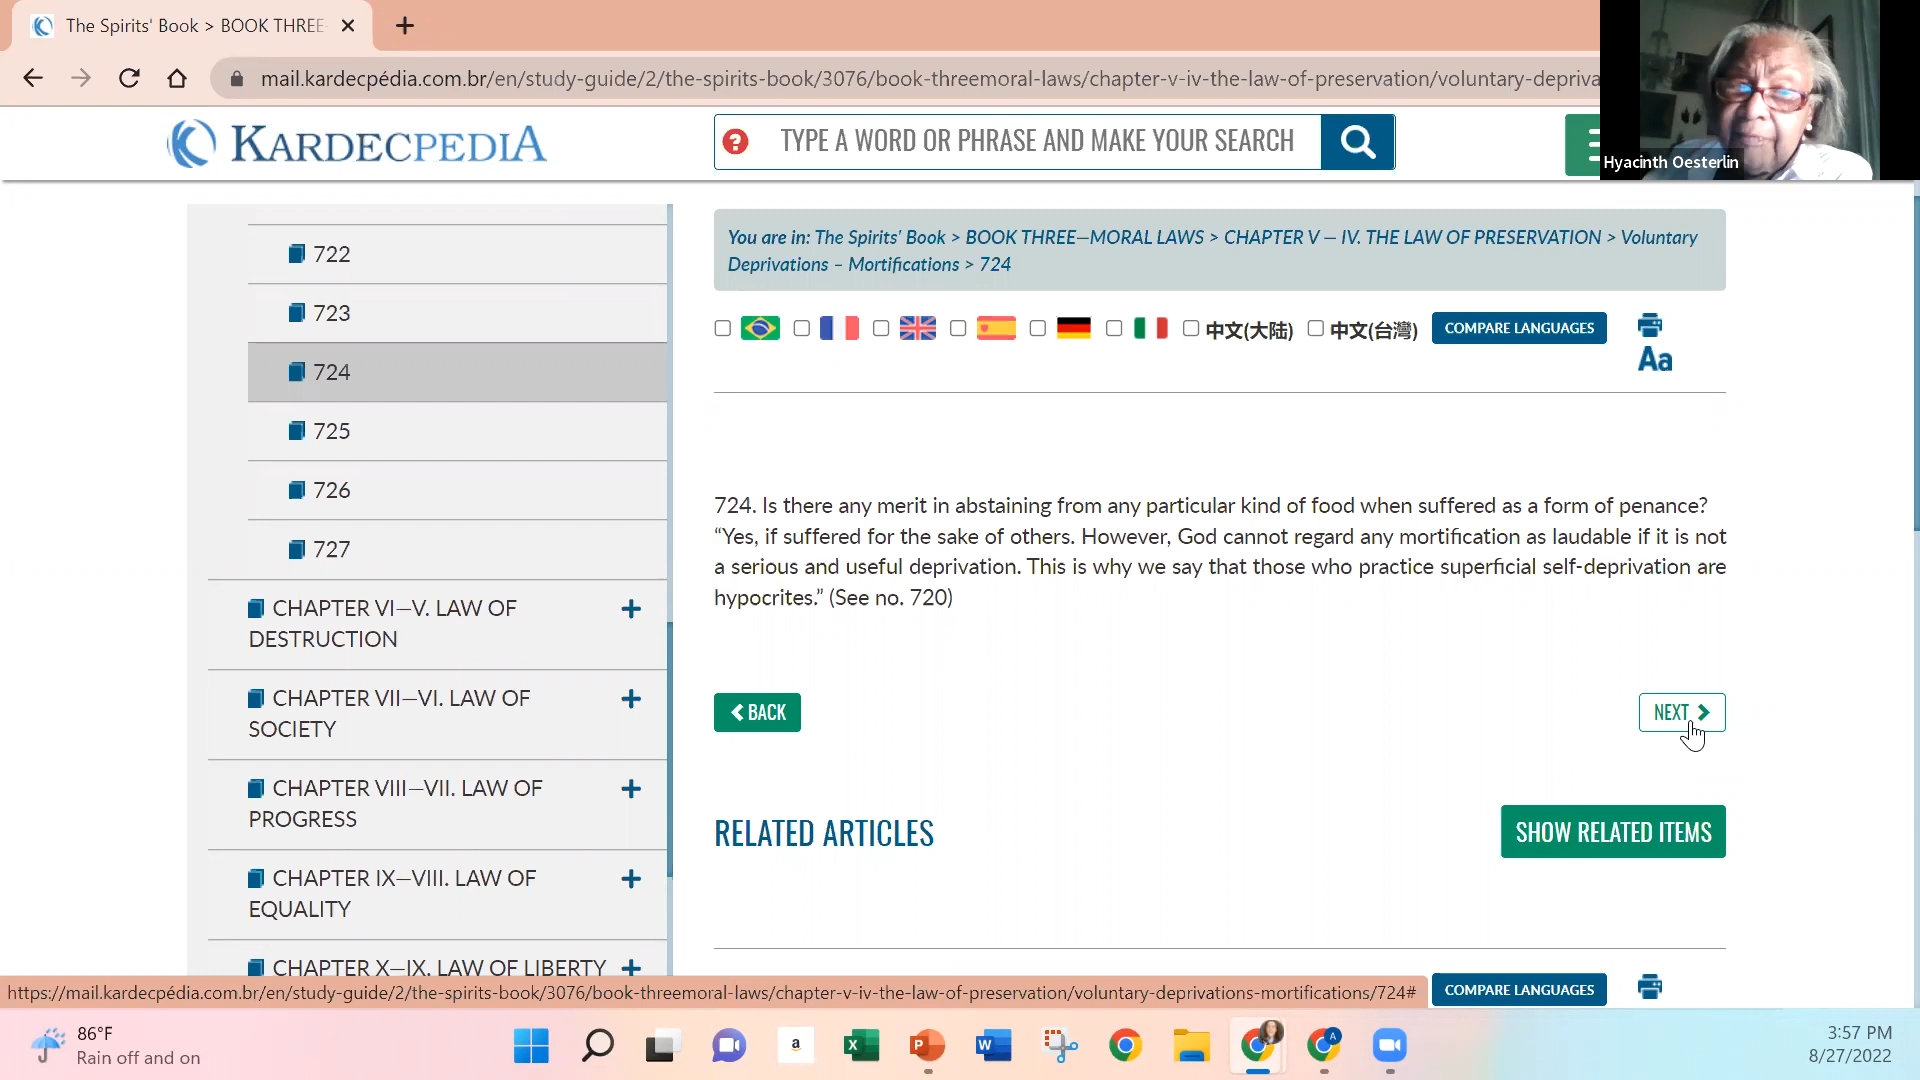 The Spirits' Book > BOOK THREE
mail.kardecpédia.com.br/en/study-guide/2/the-spirits-book/3076/book-threemoral-laws/chapter-v-iv-the-law-of-preservation/voluntary-depriva
KARDECPEDIA
TYPE A WORD OR PHRASE AND MAKE YOUR SEARCH
Hyacinth Oesterlin
722
723
724
725
726
727
CHAPTER VI—V. LAW OF
DESTRUCTION
CHAPTER VII—VI. LAW OF
SOCIETY
CHAPTER VIII—VII. LAW OF
PROGRESS
CHAPTER IX—VIII. LAW OF
EQUALITY
CHAPTER X—IX. LAW OF LIBERTY
You are in: The Spirits' Book > BOOK THREE—MORAL LAWS > CHAPTER V — IV. THE LAW OF PRESERVATION > Voluntary
Deprivations – Mortifications > 724
中文(大陆) 中文(台灣) COMPARE LANGUAGES
Aa
724. Is there any merit in abstaining from any particular kind of food when suffered as a form of penance?
“Yes, if suffered for the sake of others. However, God cannot regard any mortification as laudable if it is not
a serious and useful deprivation. This is why we say that those who practice superficial self-deprivation are
hypocrites.” (See no. 720)
BACK
NEXT
RELATED ARTICLES
SHOW RELATED ITEMS
https://mail.kardecpédia.com.br/en/study-guide/2/the-spirits-book/3076/book-threemoral-laws/chapter-v-iv-the-law-of-preservation/voluntary-deprivations-mortifications/724#
COMPARE LANGUAGES
86°F
Rain off and on
3:57 PM
8/27/2022